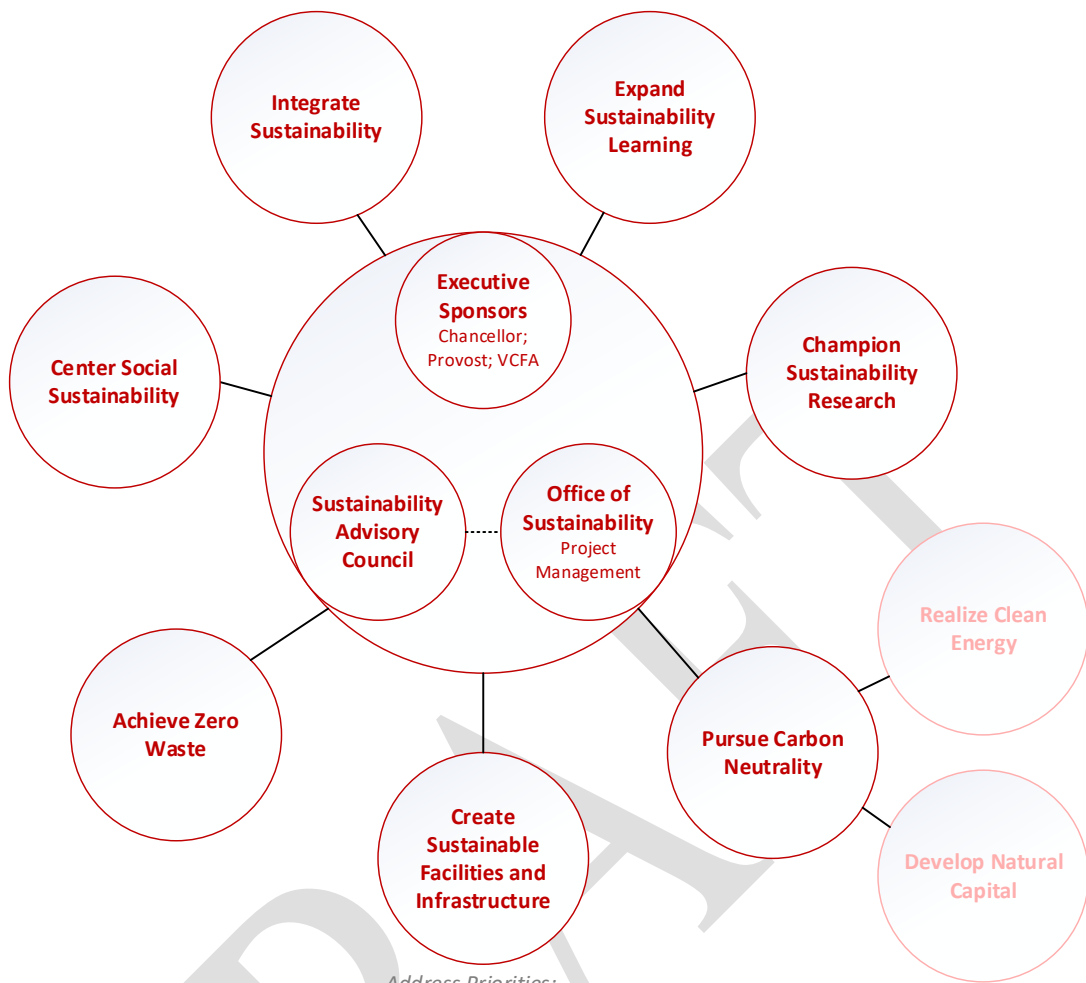 Integrate
Sustainability
Expand
Sustainability
Learning
Executive
Sponsors
Chancellor;
Provost; VCFA
Center Social
Sustainability
Champion
Sustainability
Research
Sustainability
Advisory
Council
Office of
Sustainability
Project
Management
Realize Clean
Energy
Achieve Zero
Waste
Pursue Carbon
Neutrality
Create
Sustainable
Facilities and
Infrastructure
Develop Natural
Capital
Address Priorities:
DRAFT